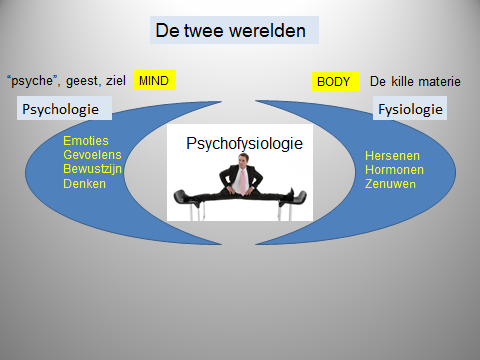 De twee werelden
“psyche”, geest, ziel MIND
BODY De kille materie
Psychologie
Fysiologie
Emoties
Gevoelens
Bewustzijn
Denken
Psychofysiologie
Hersenen
Hormonen
Zenuwen